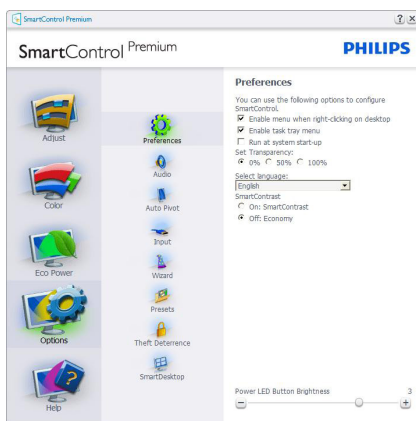 SmartControl Premium
? X
SmartControl Premium
PHILIPS
Adjust
Color
Eco Power
Options
Help
Preferences
Audio
Auto Pivot
Input
Wizard
Presets
Theft Deterrence
SmartDesktop
Preferences
You can use the following options to configure
SmartControl.
Enable menu when right-clicking on desktop
Enable task tray menu
Run at system start-up
Set Transparency:
0% 50% 100%
Select language:
English
SmartContrast
On: SmartContrast
Off: Economy
Power LED Button Brightness 3